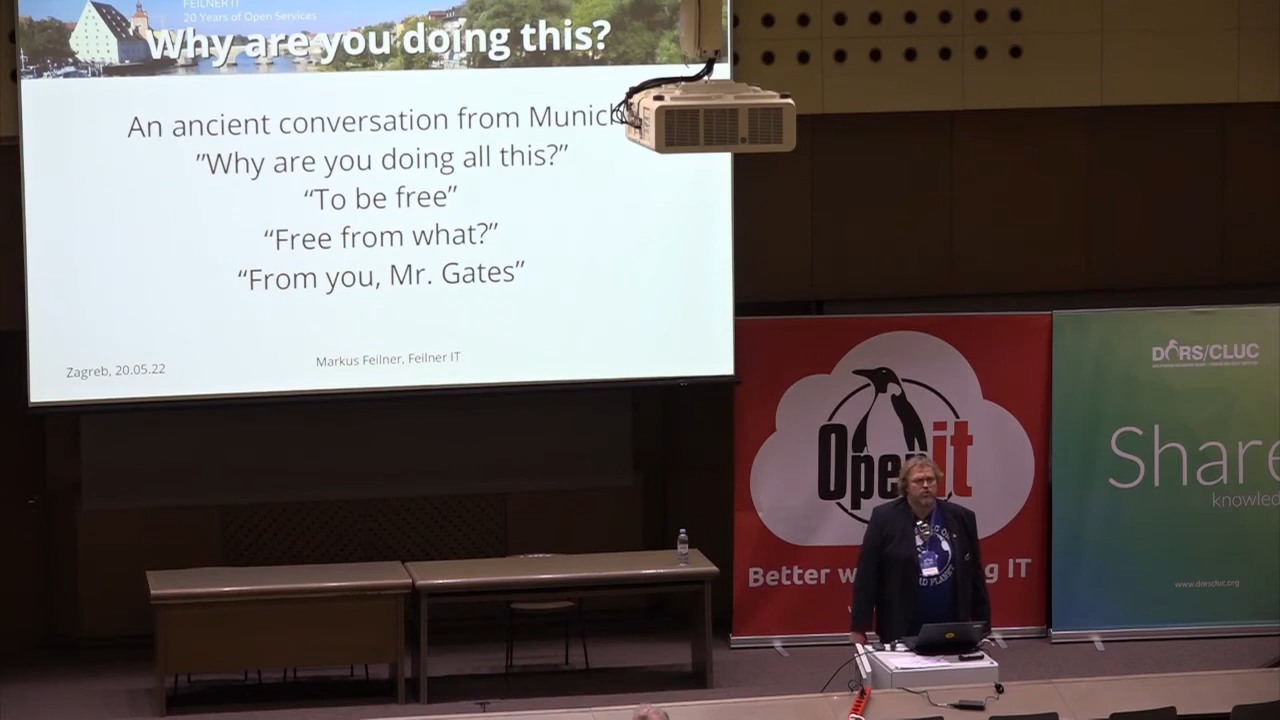 FEILNER IT
20 Years of Open Services
Why are you doing this?
An ancient conversation from Munich
”Why are you doing all this?”
“To be free”
“Free from what?”
“From you, Mr. Gates”
Zagreb, 20.05.22
Markus Feilner, Feilner IT
Open it
Better w
g IT
DORS/CLUC
Share
knowled
www.dorscluc.org